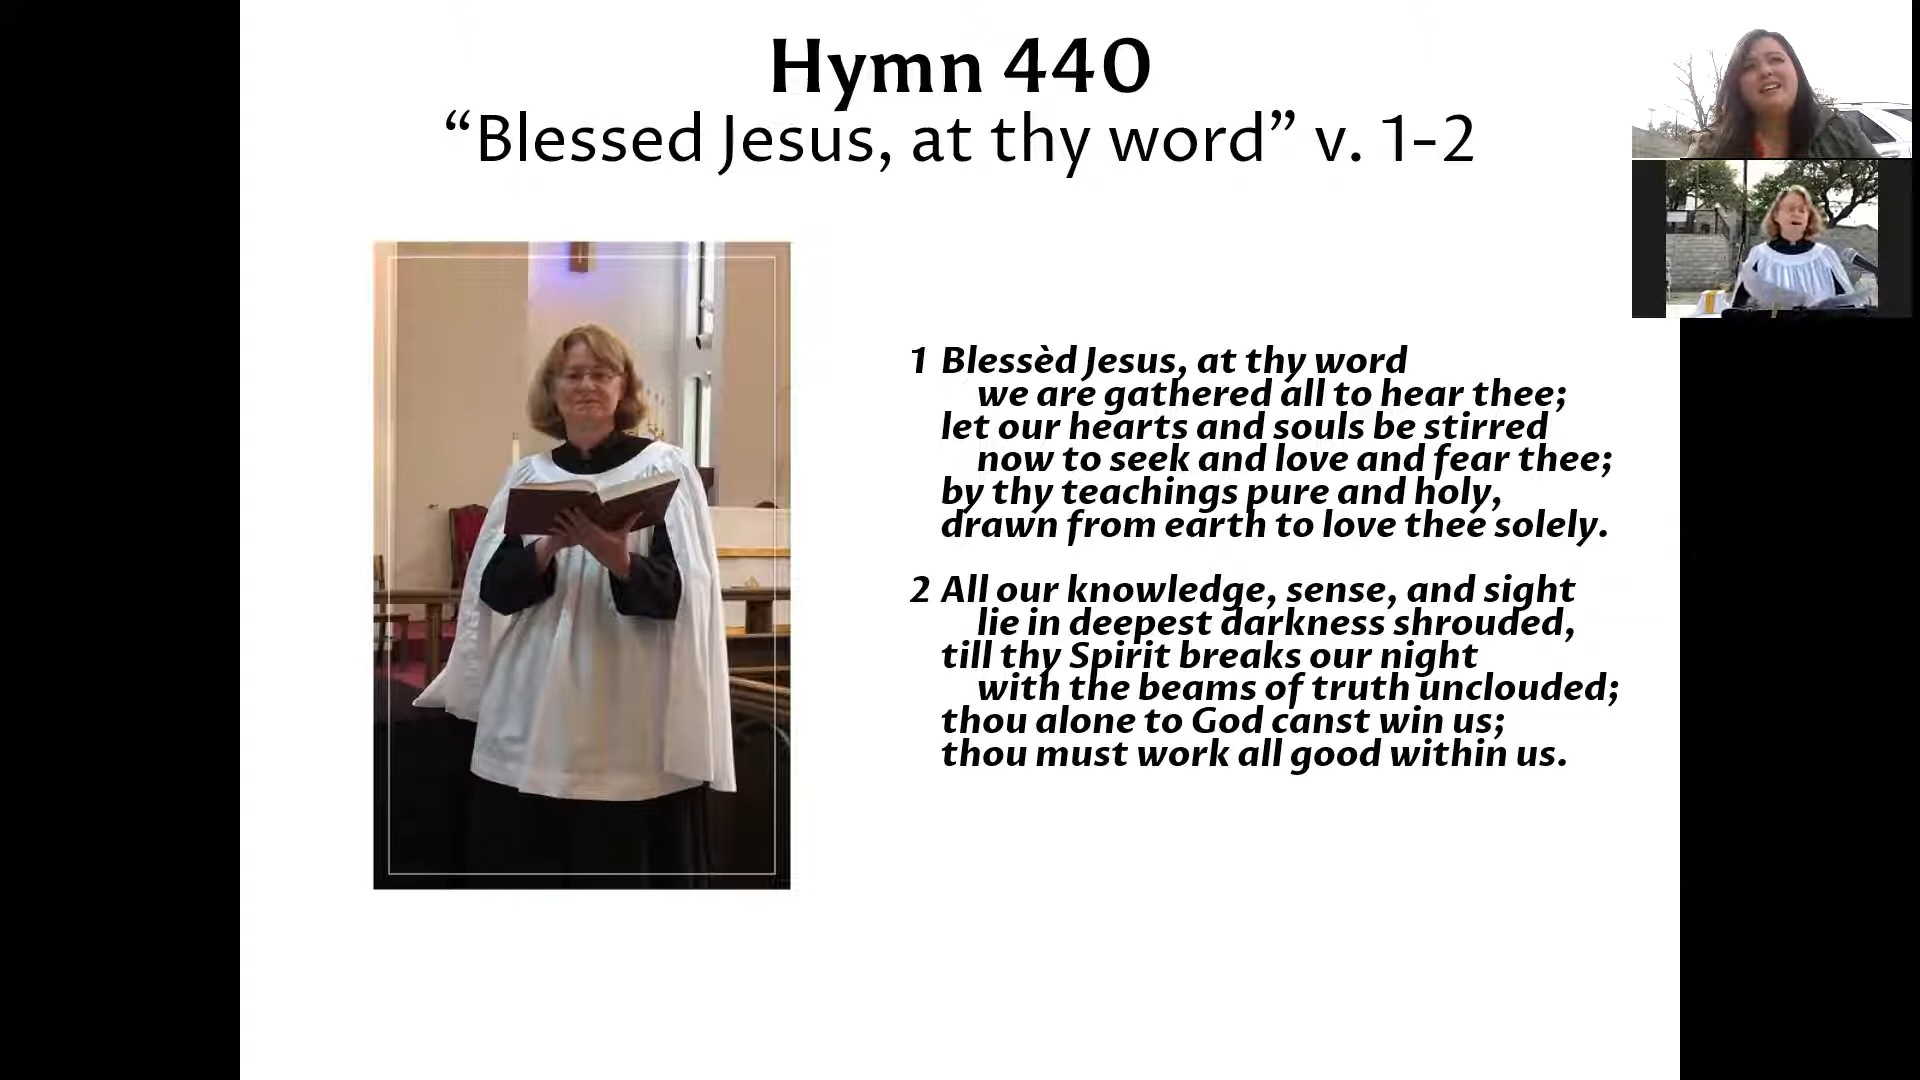 Hymn 440
“Blessed Jesus, at thy word” v. 1-2
1 Blessèd Jesus, at thy word
we are gathered all to hear thee;
let our hearts and souls be stirred
now to seek and love and fear thee;
by thy teachings pure and holy,
drawn from earth to love thee solely.
2 All our knowledge, sense, and sight
lie in deepest darkness shrouded,
till thy Spirit breaks our night
with the beams of truth unclouded;
thou alone to God canst win us;
thou must work all good within us.